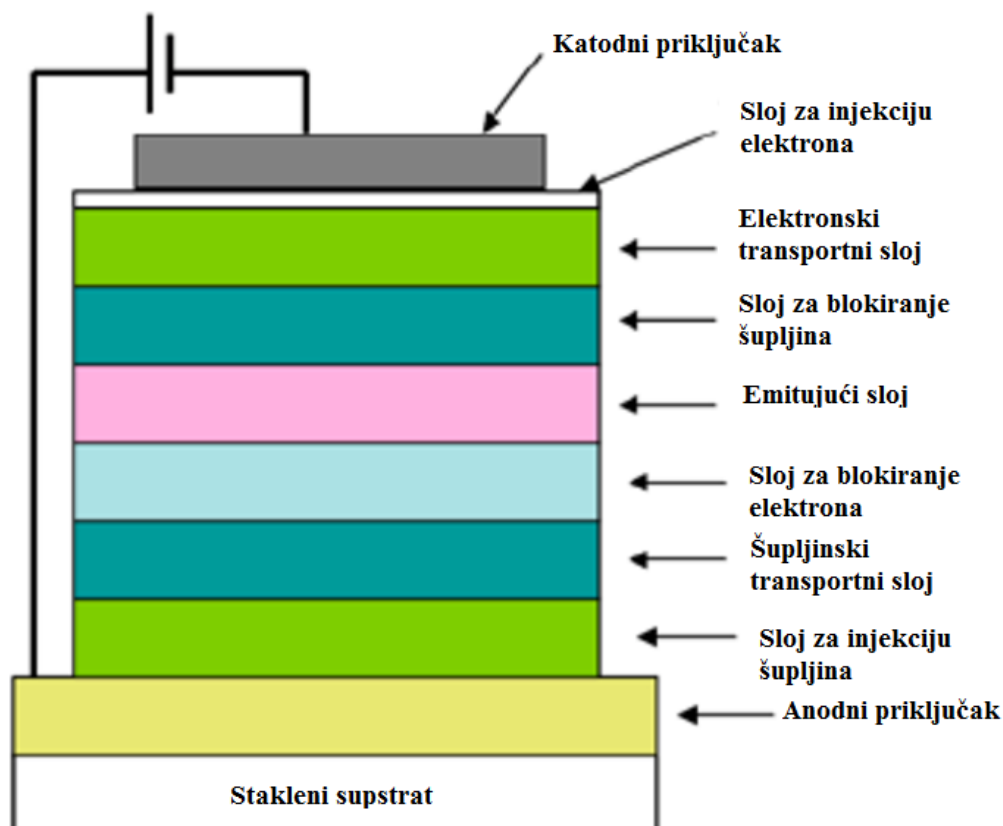 Katodni priključak
Sloj za injekciju
elektrona
Elektronski
transportni sloj
Sloj za blokiranje
šupljina
Emitujući sloj
Sloj za blokiranje
elektrona
Šupljinski
transportni sloj
Sloj za injekciju
šupljina
Anodni priključak
Stakleni supstrat